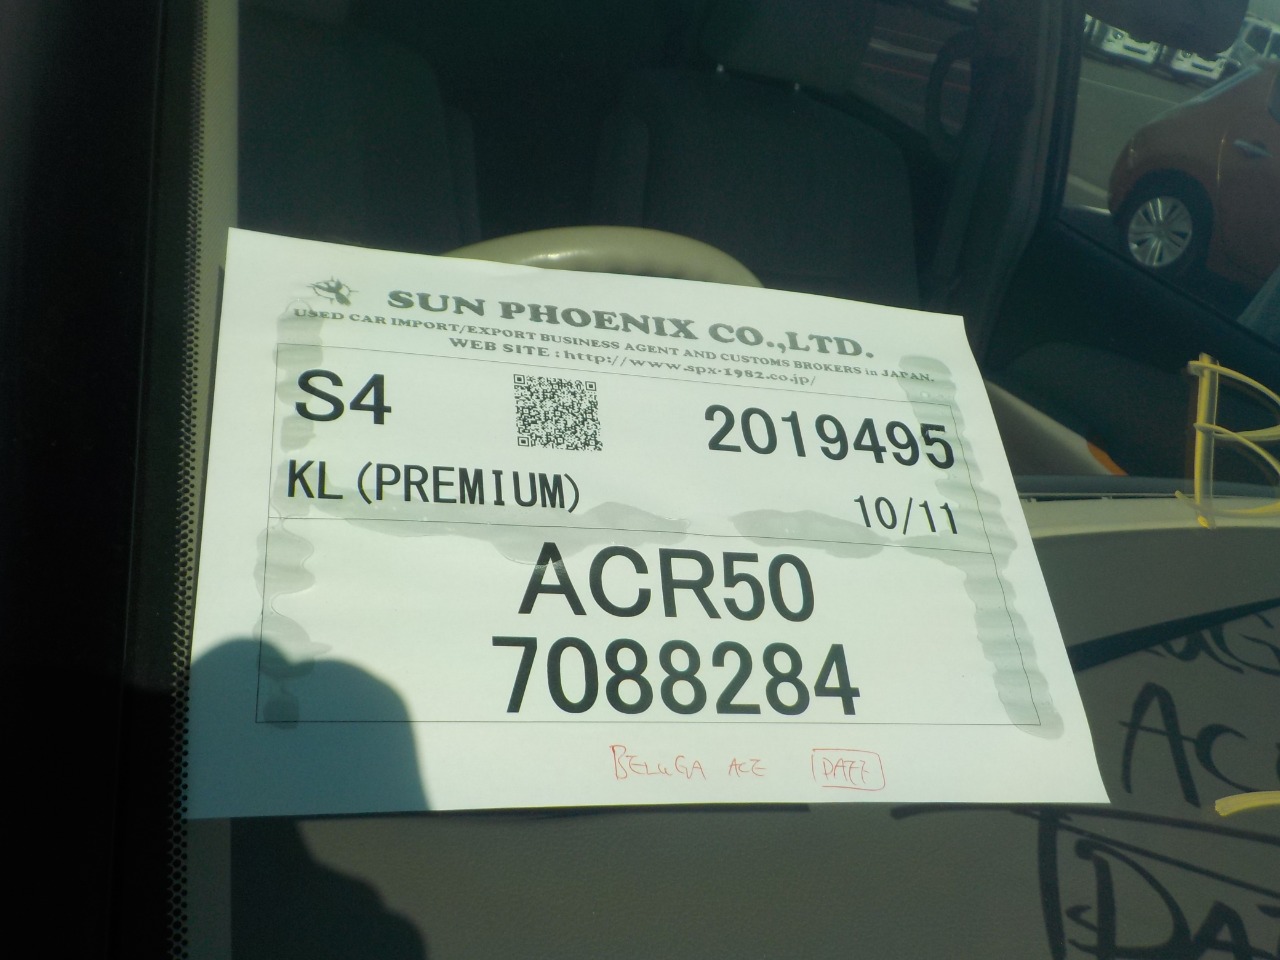 SUN PHOENIX CO.,LTD.
USED CAR IMPORT/EXPORT BUSINESS AGENT AND CUSTOMS BROKERS in JAPAN.
WEB SITE : http://www.spx-1982.co.jp/
S4
2019495
KL (PREMIUM)
10/11
ACR50
7088284
BELUGA ACE